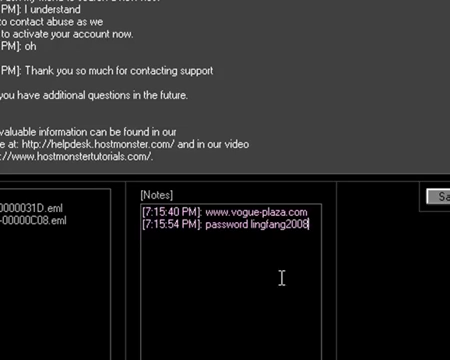 PM]: I understand
to contact abuse as we
to activate your account now.
PM]: oh
PM]: Thank you so much for contacting support
you have additional questions in the future.
valuable information can be found in our
e at: http://helpdesk.hostmonster.com/ and in our video
://www.hostmonstertutorials.com/.
[Notes]
0000031D.eml
-00000C08.eml
[7:15:40 PM]: www.vogue-plaza.com
[7:15:54 PM]: password lingfang2008
Sa